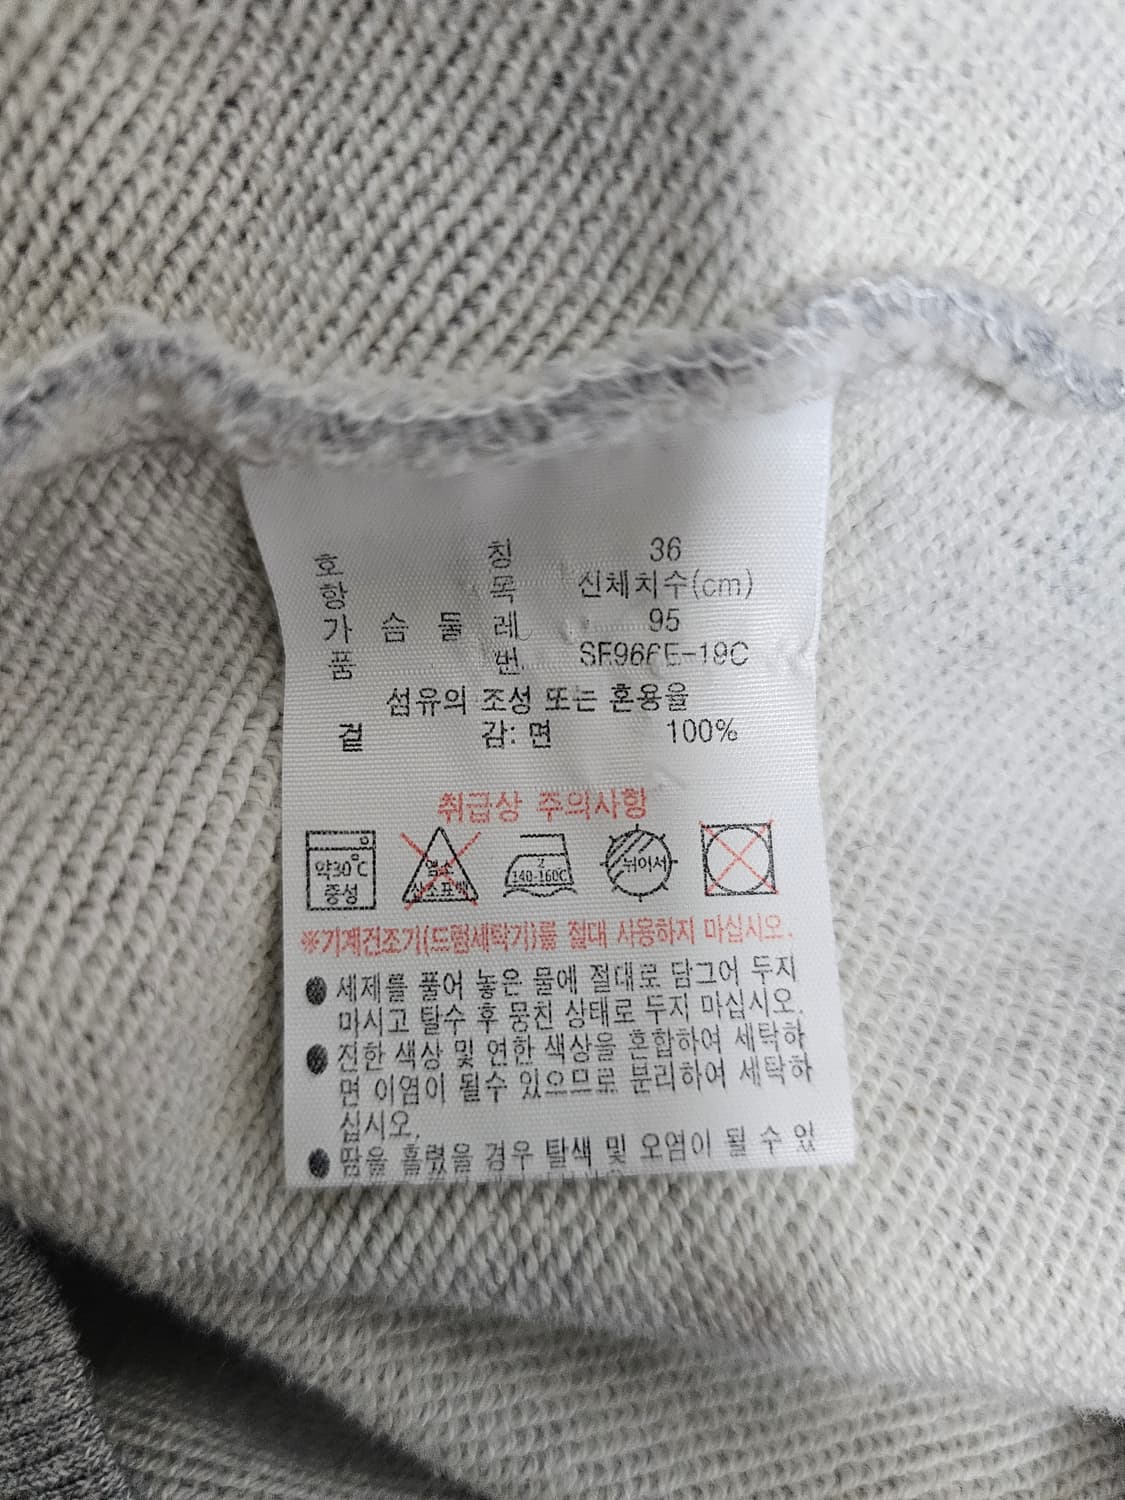 호 칭 36
항 목 신체치수(cm)
가 슴 둘 레 95
품 번
섬유의 조성 또는 혼용율
겉 감: 면 100%
취급상 주의사항
약30℃
중성
염소
산소표백
2
140-160℃
뉘어서
※기계건조기(드럼세탁기)를 절대 사용하지 마십시오.
● 세제를 풀어 놓은 물에 절대로 담그어 두지
마시고 탈수 후 뭉친 상태로 두지 마십시오.
● 진한 색상 및 연한 색상을 혼합하여 세탁하
면 이염이 될수 있으므로 분리하여 세탁하
십시오.
● 땀을 흘렸을 경우 탈색 및 오염이 될 수 있